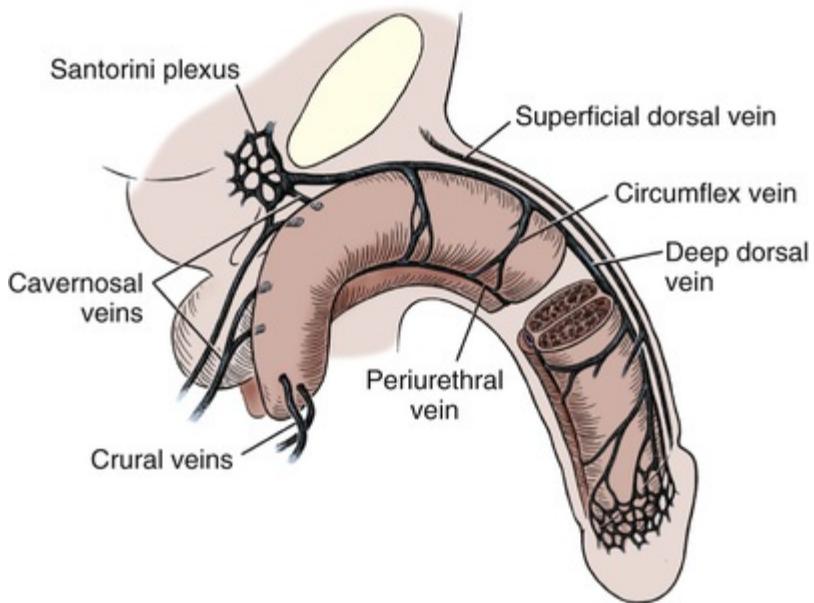 Santorini plexus
Superficial dorsal vein
Circumflex vein
Deep dorsal
vein
Cavernosal
veins
Periurethral
vein
Crural veins